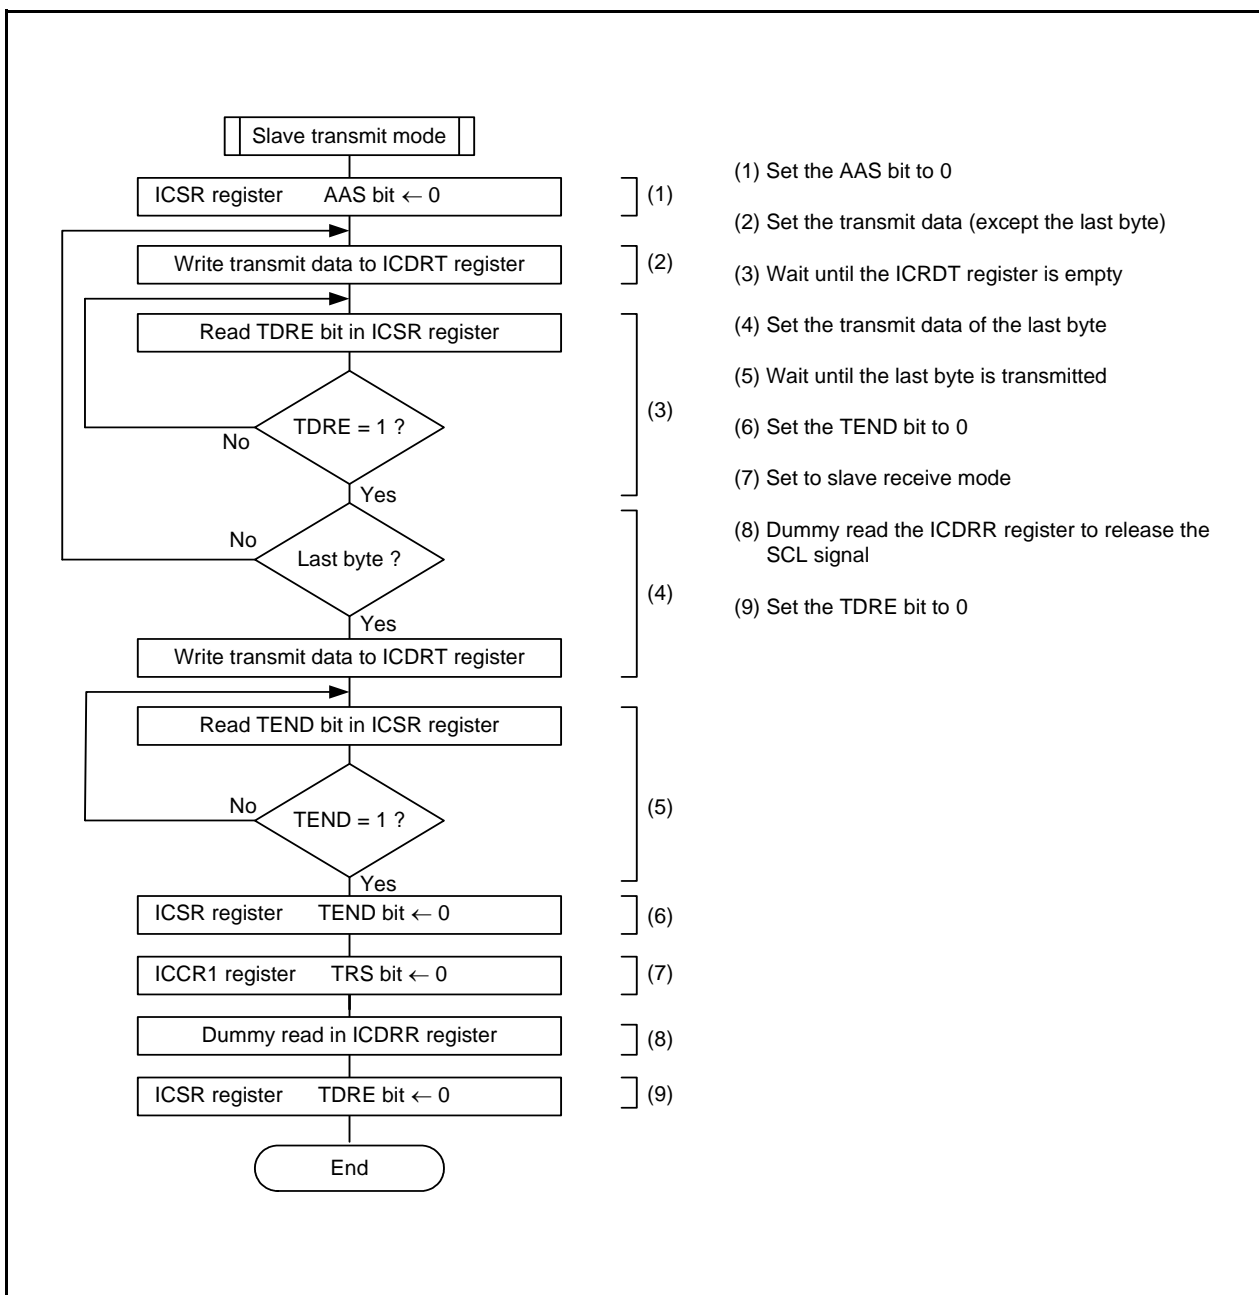 Slave transmit mode
ICSR register AAS bit ← 0
(1)
Write transmit data to ICDRT register
(2)
Read TDRE bit in ICSR register
TDRE = 1 ?
No
(3)
Yes
No
Last byte ?
(4)
Yes
Write transmit data to ICDRT register
Read TEND bit in ICSR register
No
TEND = 1 ?
(5)
Yes
ICSR register TEND bit ← 0
(6)
ICCR1 register TRS bit ← 0
(7)
Dummy read in ICDRR register
(8)
ICSR register TDRE bit ← 0
(9)
End
(1) Set the AAS bit to 0
(2) Set the transmit data (except the last byte)
(3) Wait until the ICRDT register is empty
(4) Set the transmit data of the last byte
(5) Wait until the last byte is transmitted
(6) Set the TEND bit to 0
(7) Set to slave receive mode
(8) Dummy read the ICDRR register to release the
SCL signal
(9) Set the TDRE bit to 0